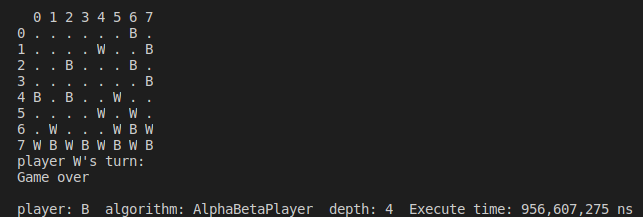 0 1 2 3 4 5 6 7
0 . . . . . . B .
1 . . . . W . . B
2 . . B . . . B .
3 . . . . . . . B
4 B . B . . W . .
5 . . . . W . W .
6 . W . . . W B W
7 W B W B W B W B
player W's turn:
Game over
player: B  algorithm: AlphaBetaPlayer  depth: 4  Execute time: 956,607,275 ns